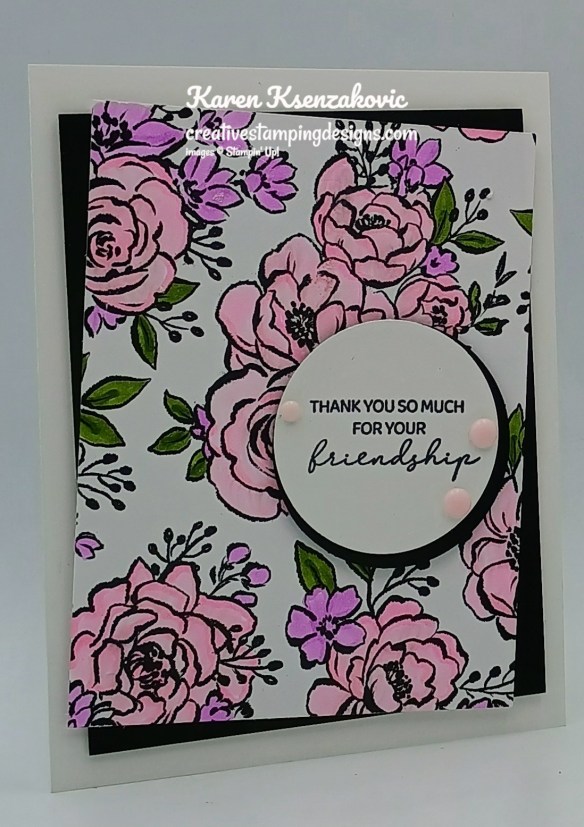 Karen Ksenzakovic
creativestampingdesigns.com
images © Stampin' Up!
THANK YOU SO MUCH
FOR YOUR
friendship